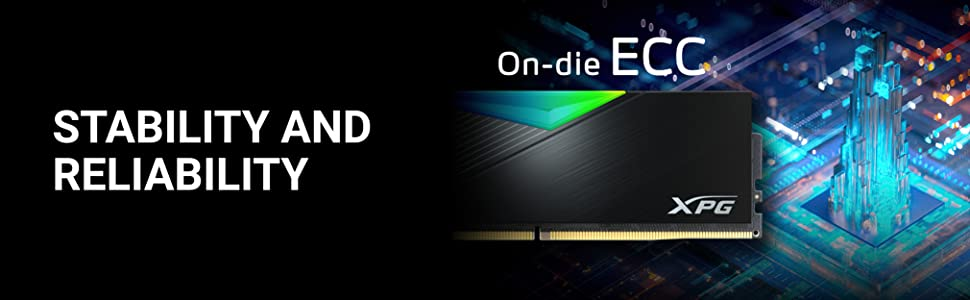 STABILITY AND
RELIABILITY
On-die ECC
XPG